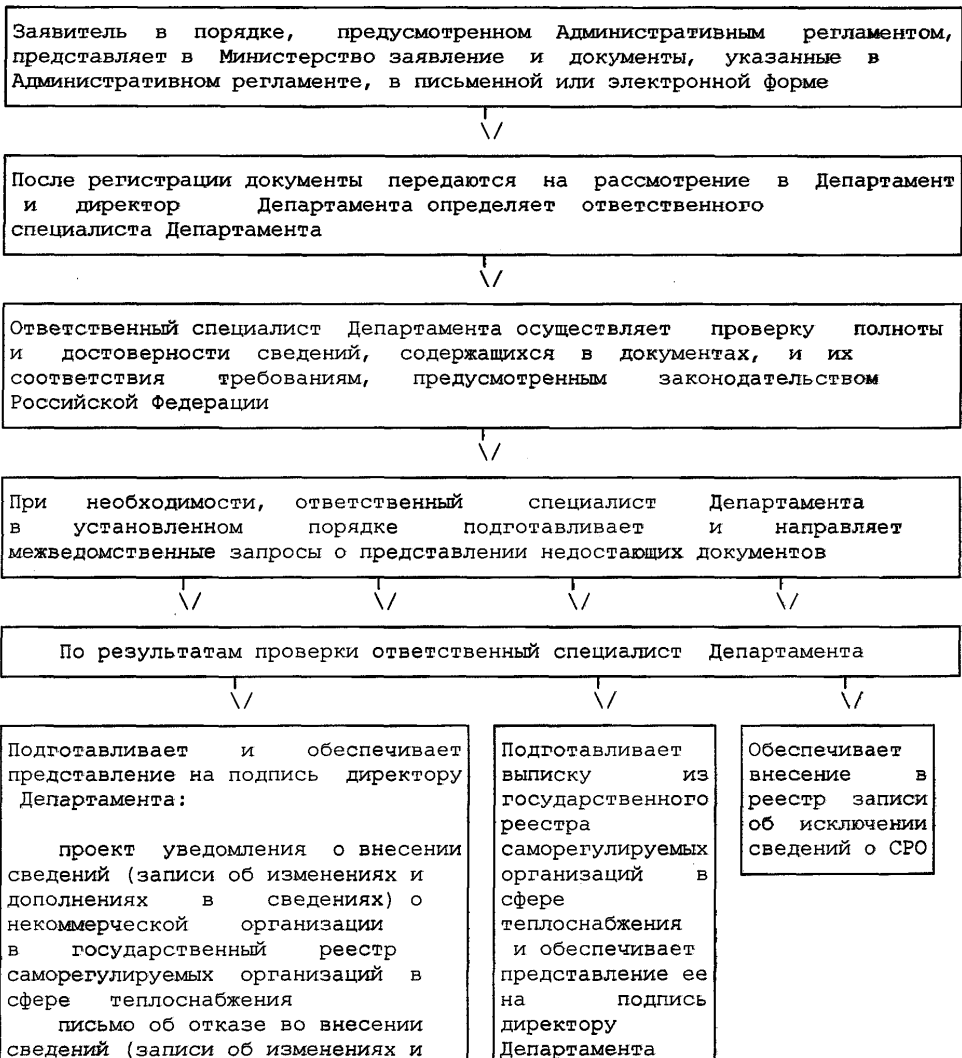 Заявитель в порядке, предусмотренном Административным регламентом,
представляет в Министерство заявление и документы, указанные в
Административном регламенте, в письменной или электронной форме
\/
После регистрации документы передаются на рассмотрение в Департамент
и директор Департамента определяет ответственного
специалиста Департамента
\/
Ответственный специалист Департамента осуществляет проверку полноты
и достоверности сведений, содержащихся в документах, и их
соответствия требованиям, предусмотренным законодательством
Российской Федерации
\/
При необходимости, ответственный специалист Департамента
в установленном порядке подготавливает и направляет
межведомственные запросы о представлении недостающих документов
\/ \/ \/ \/
По результатам проверки ответственный специалист Департамента
\/ \/ \/
Подготавливает и обеспечивает
представление на подпись директору
Департамента:
проект уведомления о внесении
сведений (записи об изменениях и
дополнениях в сведениях) о
некоммерческой организации
в государственный реестр
саморегулируемых организаций в
сфере теплоснабжения
письмо об отказе во внесении
сведений (записи об изменениях и
Подготавливает
выписку из
государственного
реестра
саморегулируемых
организаций в
сфере
теплоснабжения
и обеспечивает
представление ее
на подпись
директору
Департамента
Обеспечивает
внесение в
реестр записи
об исключении
сведений о СРО